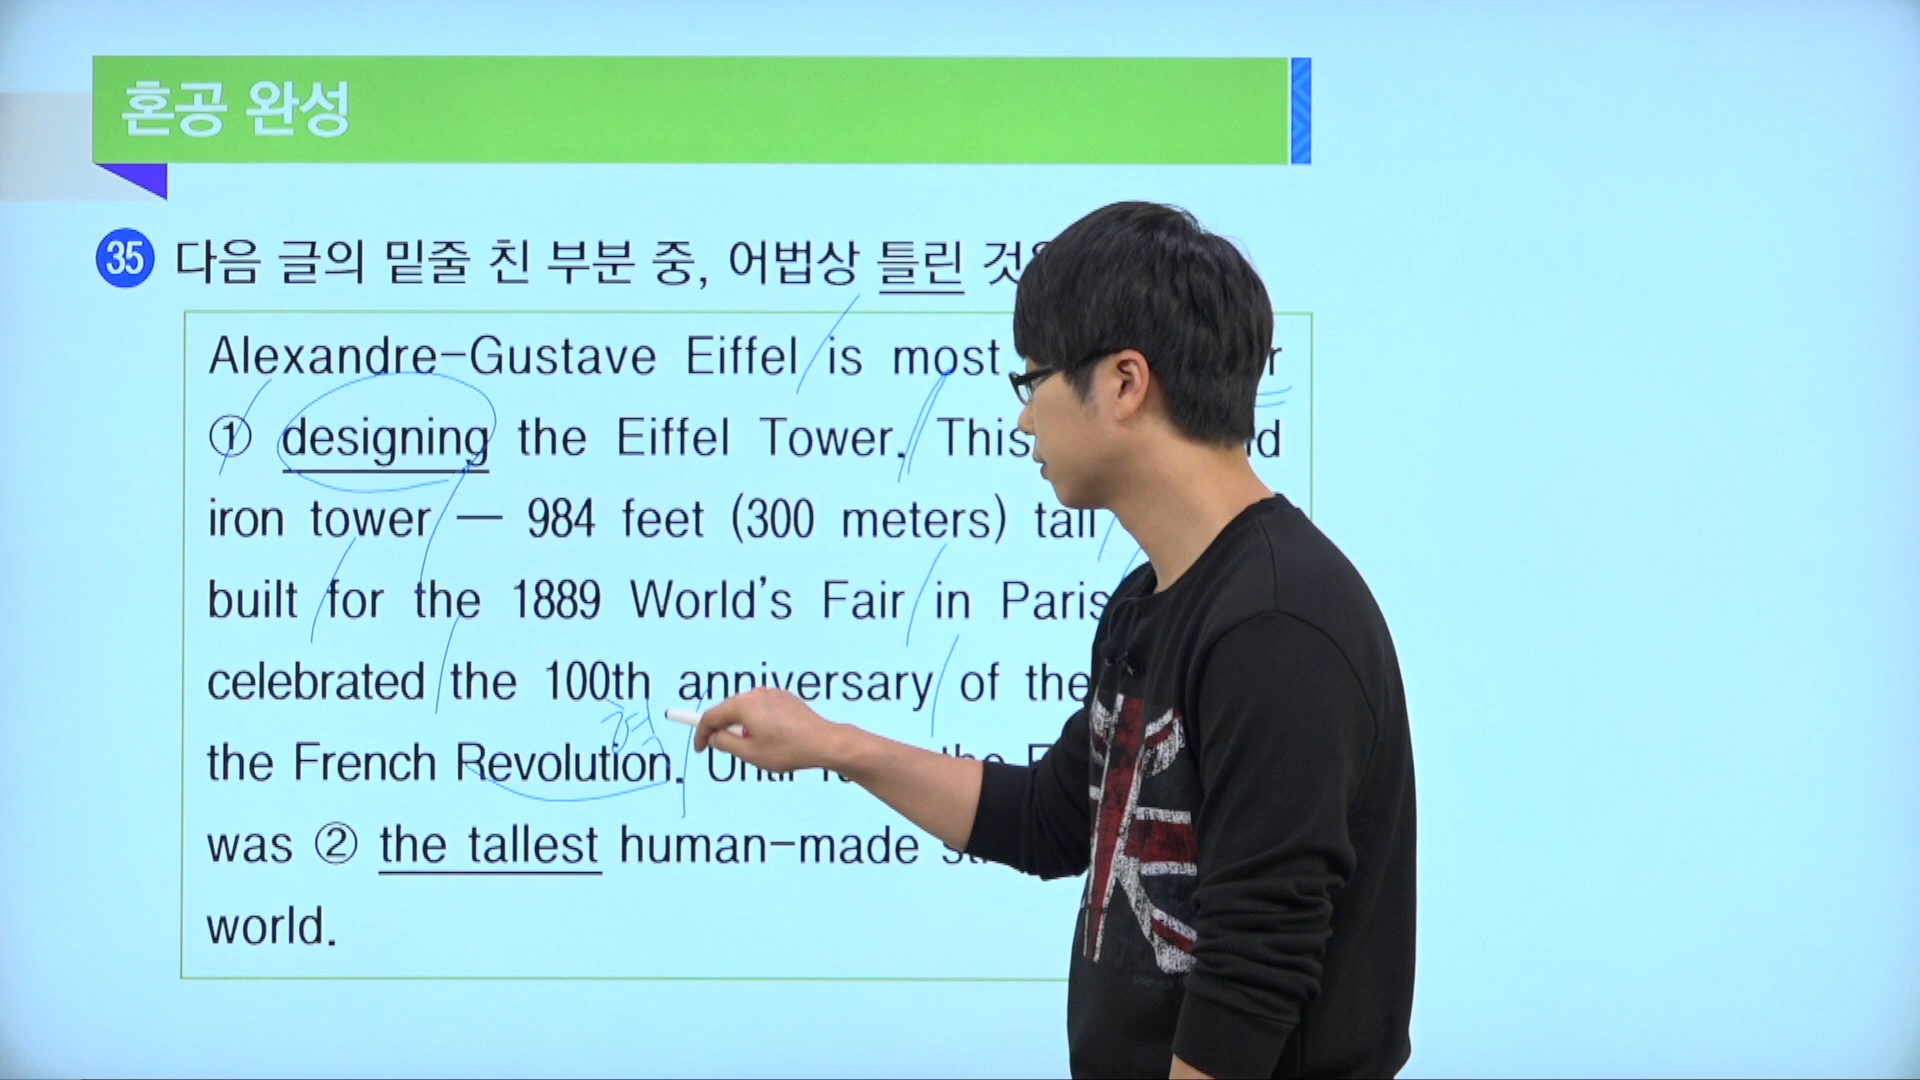 혼공 완성
35 다음 글의 밑줄 친 부분 중, 어법상 틀린
Alexandre-Gustave Eiffel is most
① designing the Eiffel Tower. This
iron tower — 984 feet (300 meters) tall
built for the 1889 World's Fair in Paris
celebrated the 100th anniversary of the
the French Revolution. Until
was ② the tallest human-made
world.